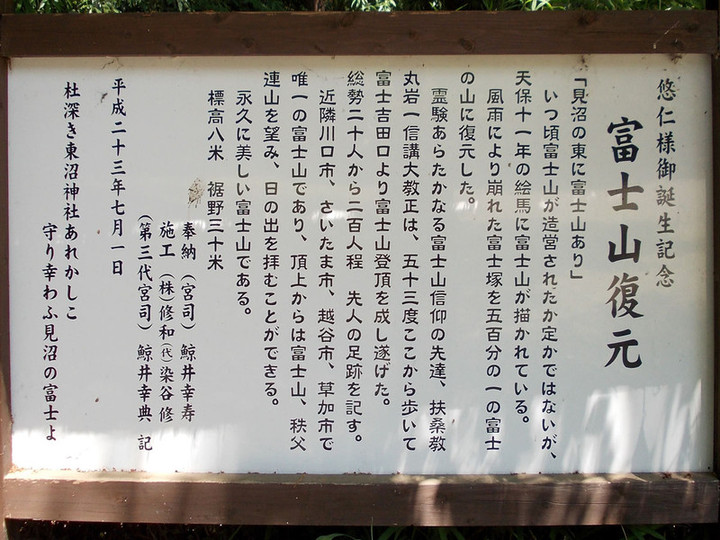 悠仁様御誕生記念
富士山復元
「見沼の東に富士山あり」
いつ頃富士山が造営されたか定かではないが、
天保十一年の絵馬に富士山が描かれている。
風雨により崩れた富士塚を五百分の一の富士
の山に復元した。
霊験あらたかなる富士山信仰の先達、扶桑教
丸岩一信講大教正は、五十三度ここから歩いて
富士吉田口より富士山登頂を成し遂げた。
総勢二十人から二百人程 先人の足跡を記す。
近隣川口市、さいたま市、越谷市、草加市で
唯一の富士山であり、頂上からは富士山、秩父
連山を望み、日の出を拝むことができる。
永久に美しい富士山である。
標高八米 裾野三十米
奉納（宮司）鯨井幸寿
施工（株）修和㈹染谷修
（第三代宮司）鯨井幸典 記
平成二十三年七月一日
杜深き東沼神社あれかしこ
守り幸わふ見沼の富士よ